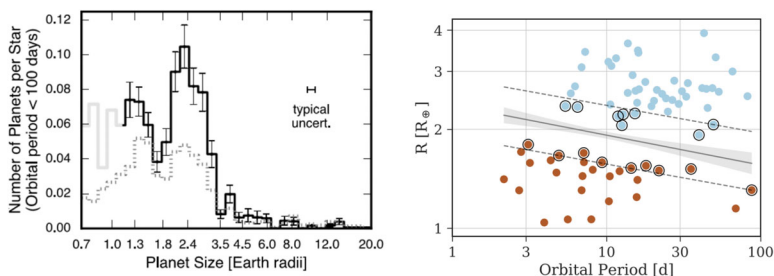 0.12
0.10
0.08
0.06
0.04
0.02
0.00
Number of Planets per Star
(Orbital period < 100 days)
typical
uncert.
0.7 1.0 1.3 1.8 2.4 3.5 4.5 6.0 8.0 12.0 20.0
Planet Size [Earth radii]
4
3
2
1
R [R⊕]
1 3 10 30 100
Orbital Period [d]